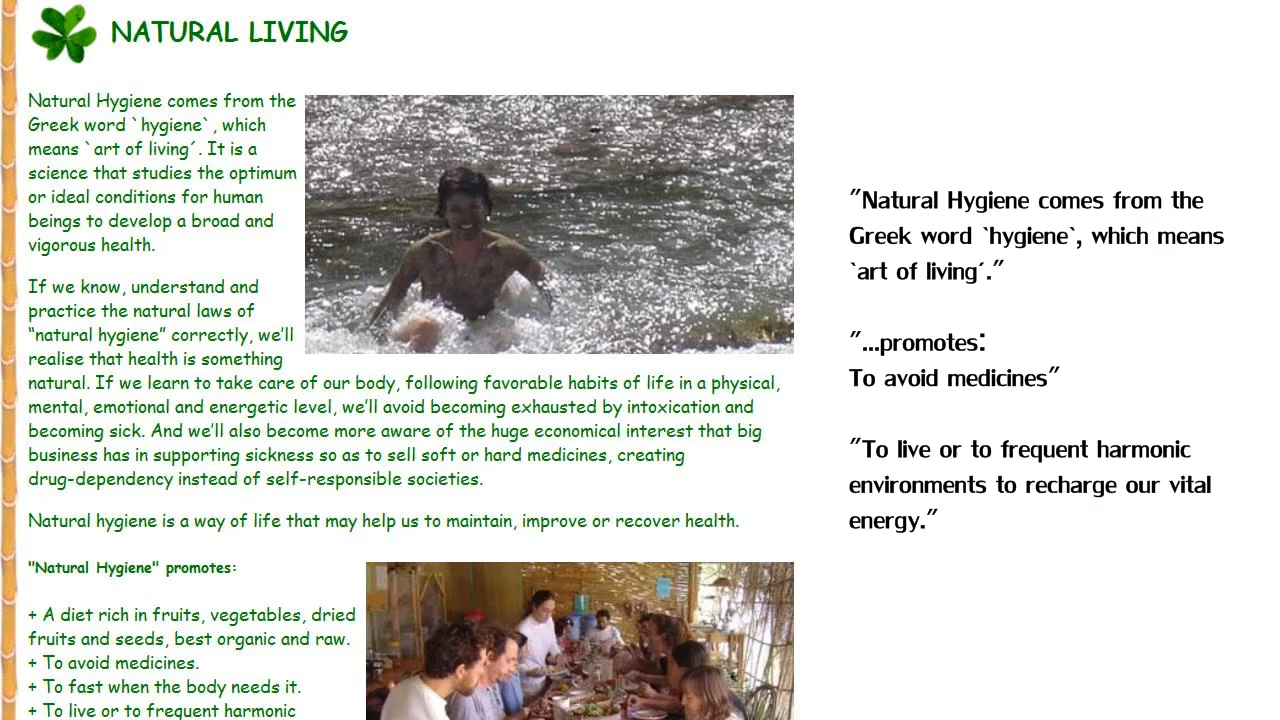 NATURAL LIVING
Natural Hygiene comes from the
Greek word `hygiene`, which
means `art of living´. It is a
science that studies the optimum
or ideal conditions for human
beings to develop a broad and
vigorous health.
If we know, understand and
practice the natural laws of
“natural hygiene” correctly, we’ll
realise that health is something
natural. If we learn to take care of our body, following favorable habits of life in a physical,
mental, emotional and energetic level, we’ll avoid becoming exhausted by intoxication and
becoming sick. And we’ll also become more aware of the huge economical interest that big
business has in supporting sickness so as to sell soft or hard medicines, creating
drug-dependency instead of self-responsible societies.
Natural hygiene is a way of life that may help us to maintain, improve or recover health.
"Natural Hygiene" promotes:
+ A diet rich in fruits, vegetables, dried
fruits and seeds, best organic and raw.
+ To avoid medicines.
+ To fast when the body needs it.
+ To live or to frequent harmonic
"Natural Hygiene comes from the
Greek word `hygiene`, which means
`art of living´."
"...promotes:
To avoid medicines"
"To live or to frequent harmonic
environments to recharge our vital
energy."